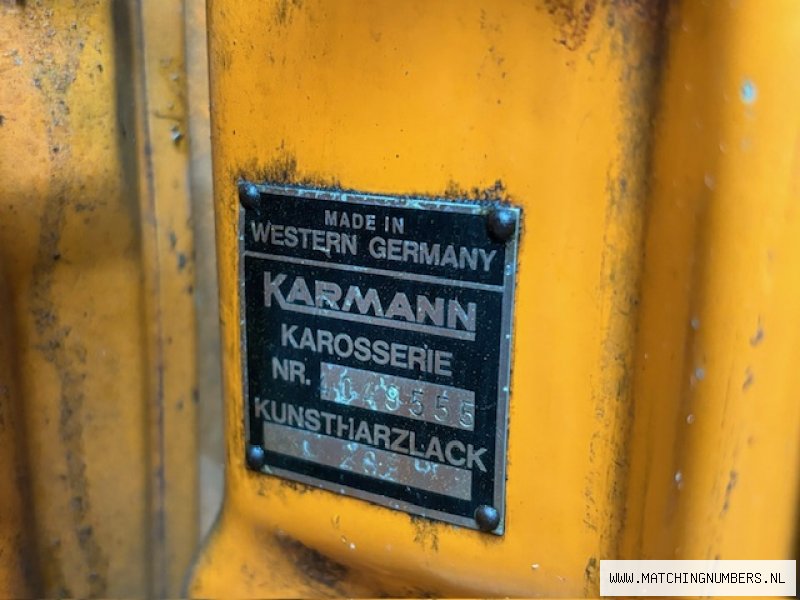 MADE IN
WESTERN GERMANY
KARMANN
KAROSSERIE
NR.
KUNSTHARZLACK
WWW.MATCHINGNUMBERS.NL